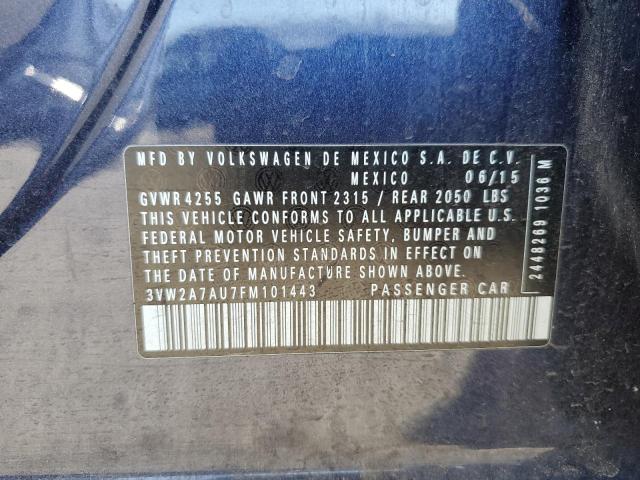 MFD BY VOLKSWAGEN DE MEXICO S.A. DE C.V.
MEXICO 06/15
GVWR 4255 GAWR FRONT 2315 / REAR 2050 LBS
THIS VEHICLE CONFORMS TO ALL APPLICABLE U.S.
FEDERAL MOTOR VEHICLE SAFETY, BUMPER AND
THEFT PREVENTION STANDARDS IN EFFECT ON
THE DATE OF MANUFACTURE SHOWN ABOVE.
3VW2A7AU7FM101443 PASSENGER CAR
2448269 1036 M